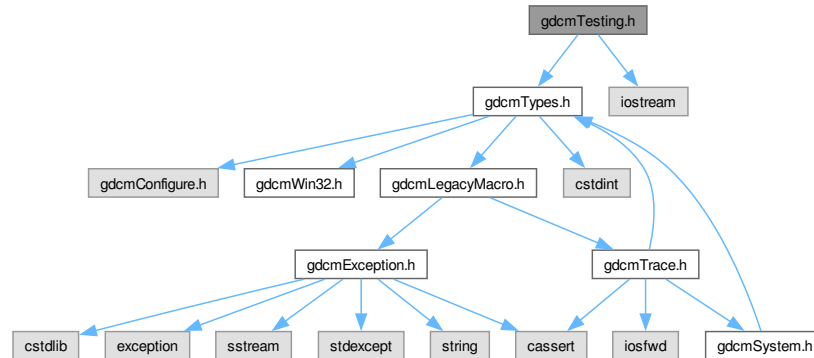 gdcmTesting.h
gdcmTypes.h
iostream
gdcmConfigure.h
gdcmWin32.h
gdcmLegacyMacro.h
cstdint
gdcmException.h
gdcmTrace.h
cstdlib
exception
sstream
stdexcept
string
cassert
iosfwd
gdcmSystem.h